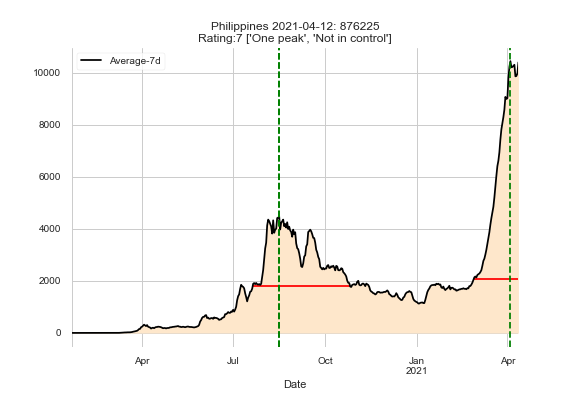 Philippines 2021-04-12: 876225
Rating:7 ['One peak', 'Not in control']
Average-7d
10000
8000
6000
4000
2000
0
Apr
Jul
Oct
Jan
2021
Apr
Date